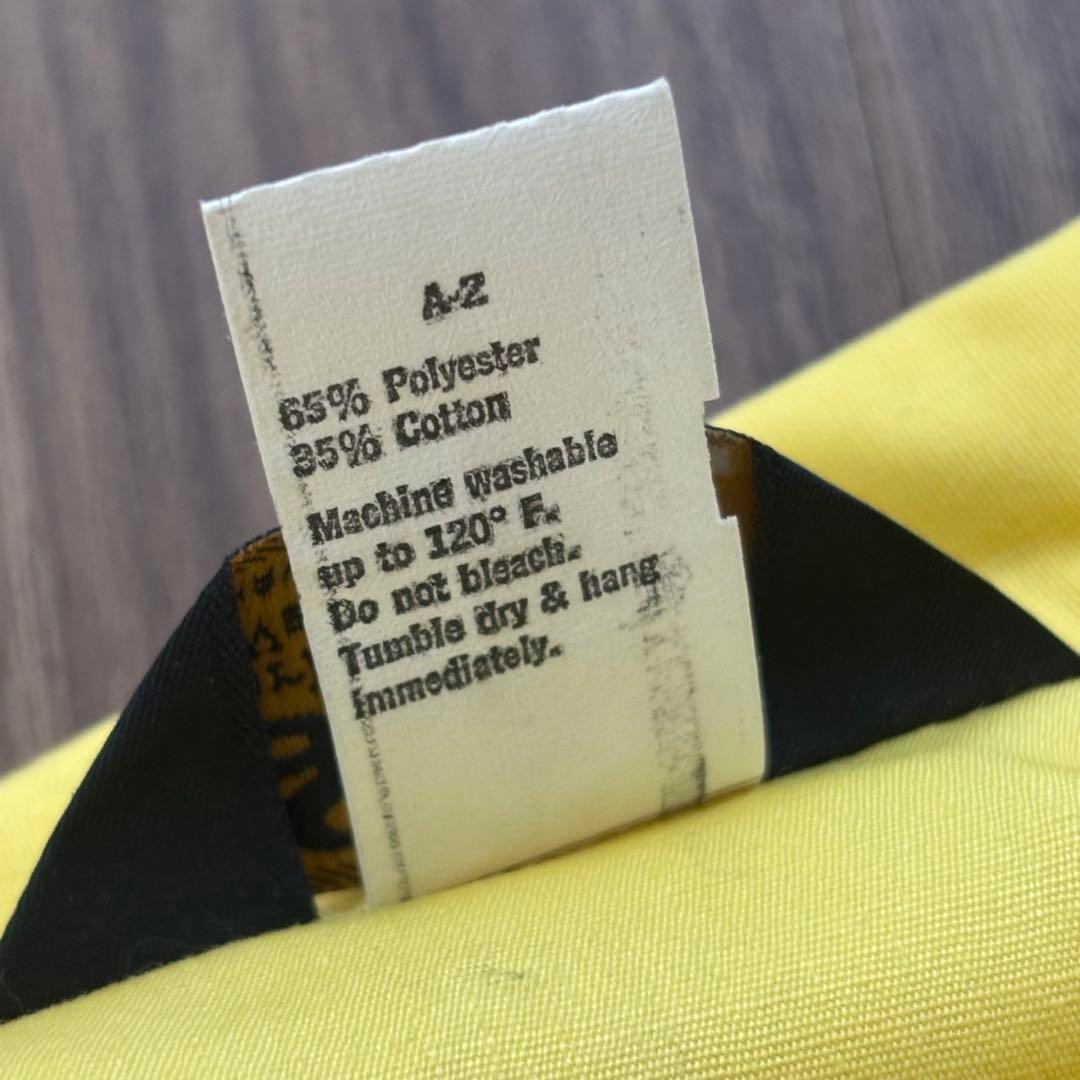 A-Z
65% Polyester
35% Cotton
Machine washable
up to 120° F.
Do not bleach.
Tumble dry & hang
immediately.